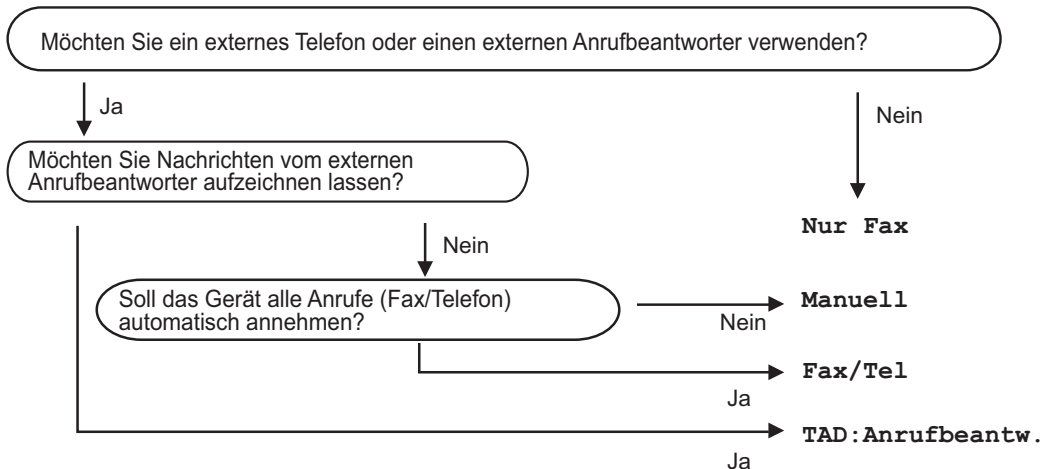 Möchten Sie ein externes Telefon oder einen externen Anrufbeantworter verwenden?
Ja
Nein
Möchten Sie Nachrichten vom externen
Anrufbeantworter aufzeichnen lassen?
Nur Fax
Nein
Soll das Gerät alle Anrufe (Fax/Telefon)
automatisch annehmen?
Nein
Manuell
Fax/Tel
Ja
TAD:Anrufbeantw.
Ja